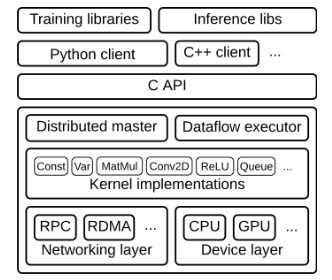 Training libraries Inference libs
Python client C++ client ...
C API
Distributed master Dataflow executor
Const Var MatMul Conv2D ReLU Queue ...
Kernel implementations
RPC RDMA ... CPU GPU ...
Networking layer Device layer